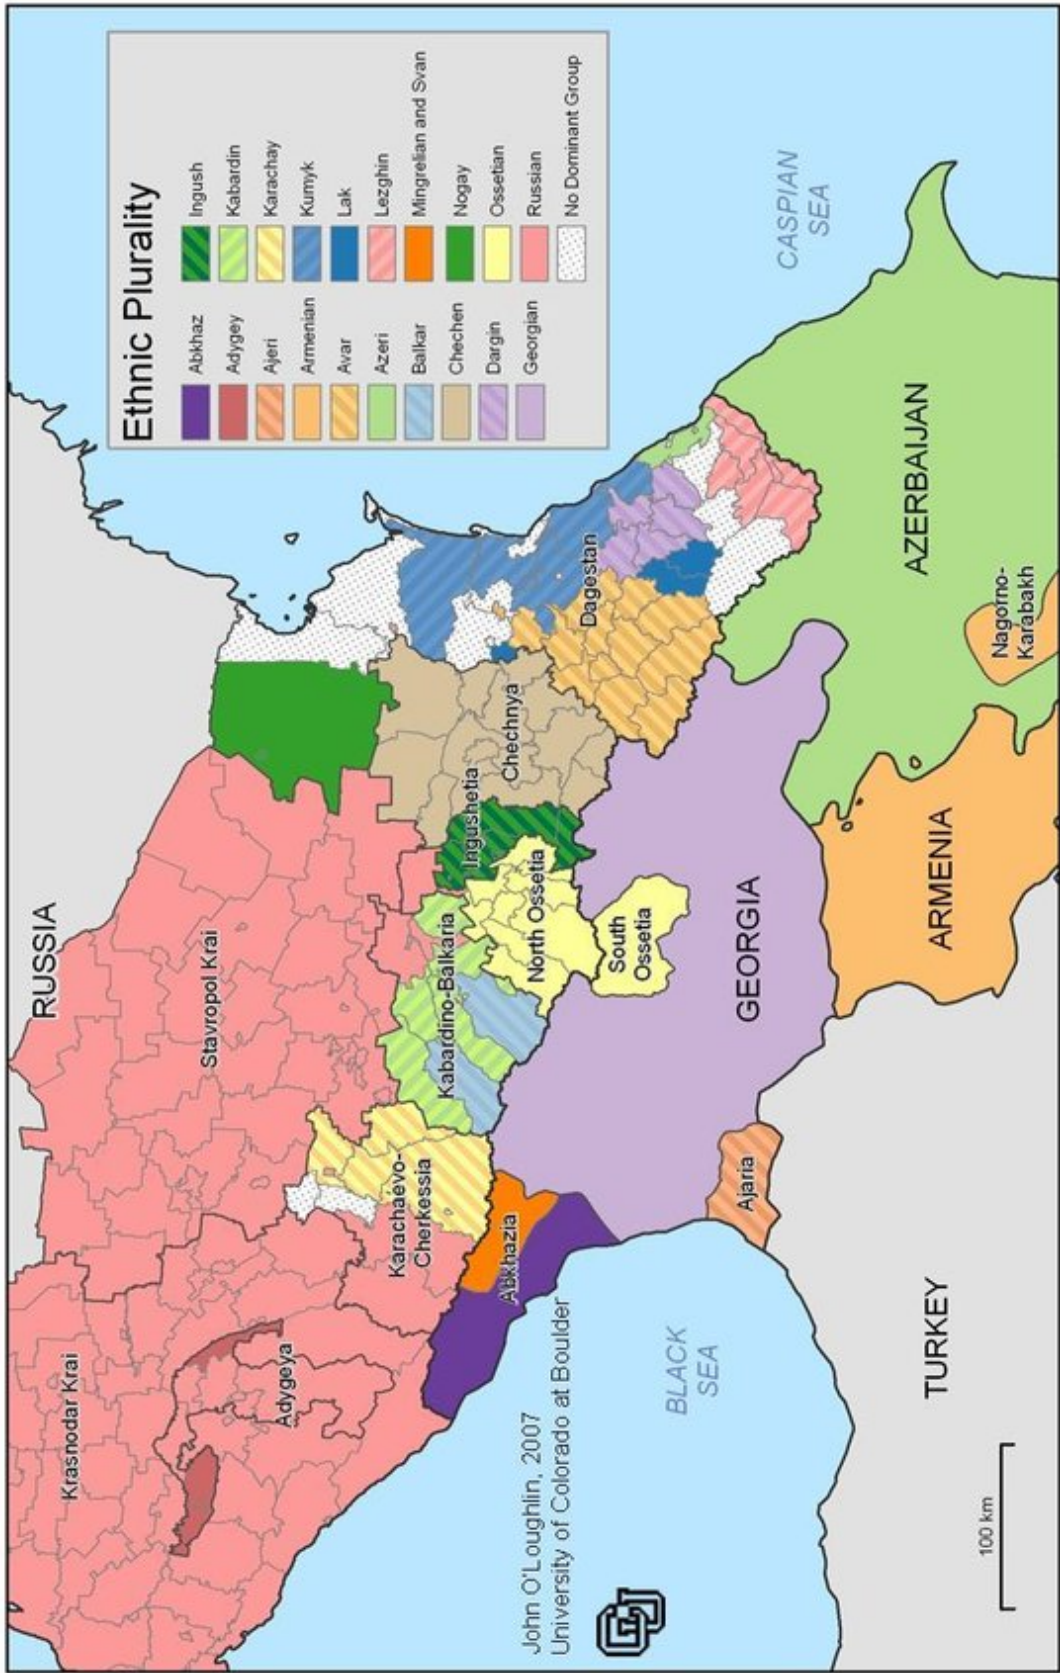 Ethnic Plurality
Abkhaz
Adygey
Ajeri
Armenian
Avar
Azeri
Balkar
Chechen
Dargin
Georgian
Ingush
Kabardin
Karachay
Kumyk
Lak
Lezghin
Mingrelian and Svan
Nogay
Ossetian
Russian
No Dominant Group
RUSSIA
Krasnodar Krai
Stavropol Krai
Adygeya
Karachaevo-
Cherkessia
Kabardino-Balkaria
Ingushetia
Chechnya
North Ossetia
Dagestan
Abkhazia
South
Ossetia
CASPIAN
SEA
BLACK
SEA
GEORGIA
Ajaria
AZERBAIJAN
ARMENIA
Nagorno-
Karabakh
TURKEY
John O'Loughlin, 2007
University of Colorado at Boulder
CU
100 km